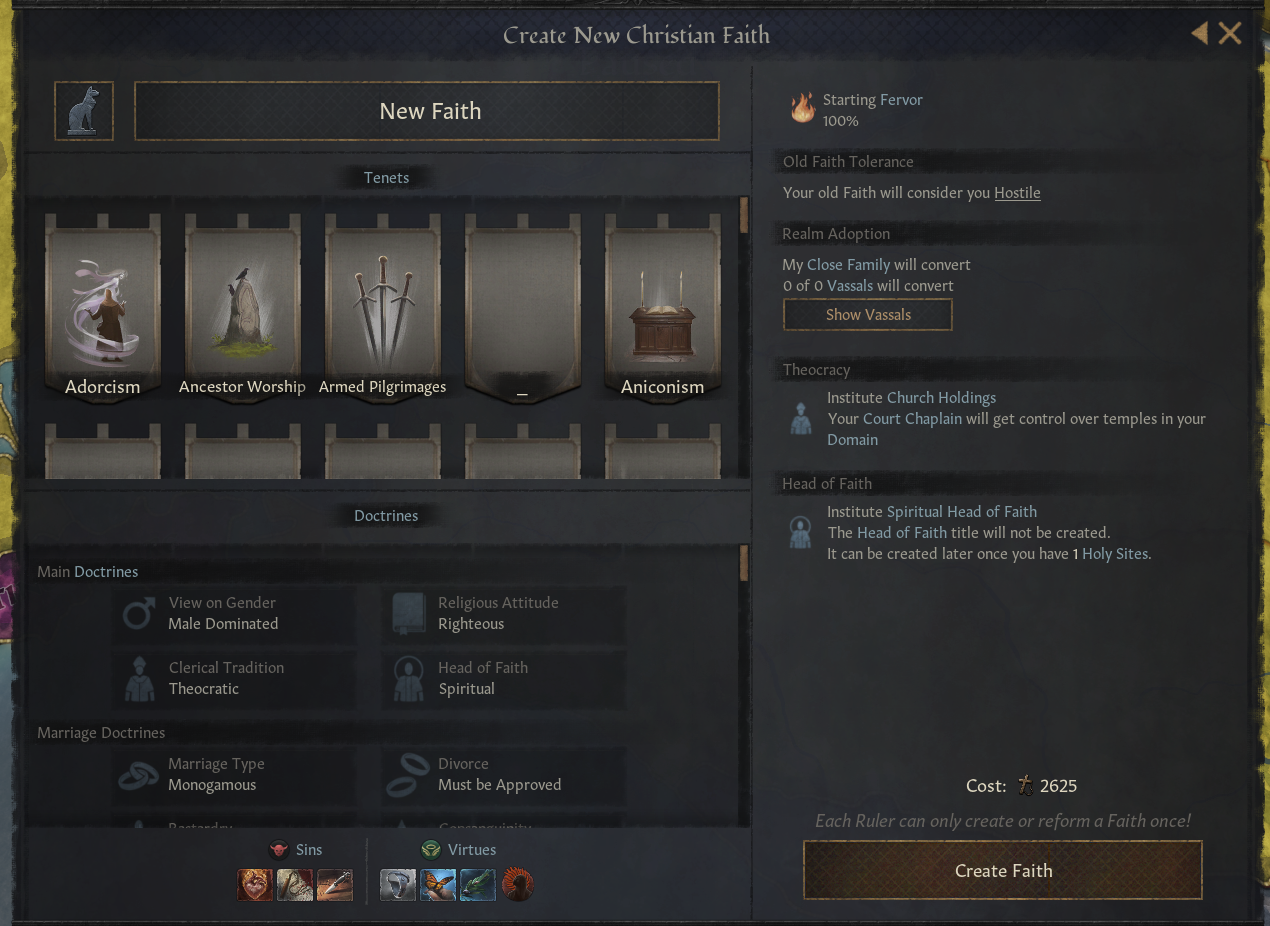 Create New Christian Faith
New Faith
Tenets
Adorcism
Ancestor Worship
Armed Pilgrimages
_
Aniconism
Doctrines
Main Doctrines
View on Gender
Male Dominated
Religious Attitude
Righteous
Clerical Tradition
Theocratic
Head of Faith
Spiritual
Marriage Doctrines
Marriage Type
Monogamous
Divorce
Must be Approved
Bastardry
Consanguinity
Sins
Virtues
Starting Fervor
100%
Old Faith Tolerance
Your old Faith will consider you Hostile
Realm Adoption
My Close Family will convert
0 of 0 Vassals will convert
Show Vassals
Theocracy
Institute Church Holdings
Your Court Chaplain will get control over temples in your
Domain
Head of Faith
Institute Spiritual Head of Faith
The Head of Faith title will not be created.
It can be created later once you have 1 Holy Sites.
Cost: 2625
Each Ruler can only create or reform a Faith once!
Create Faith